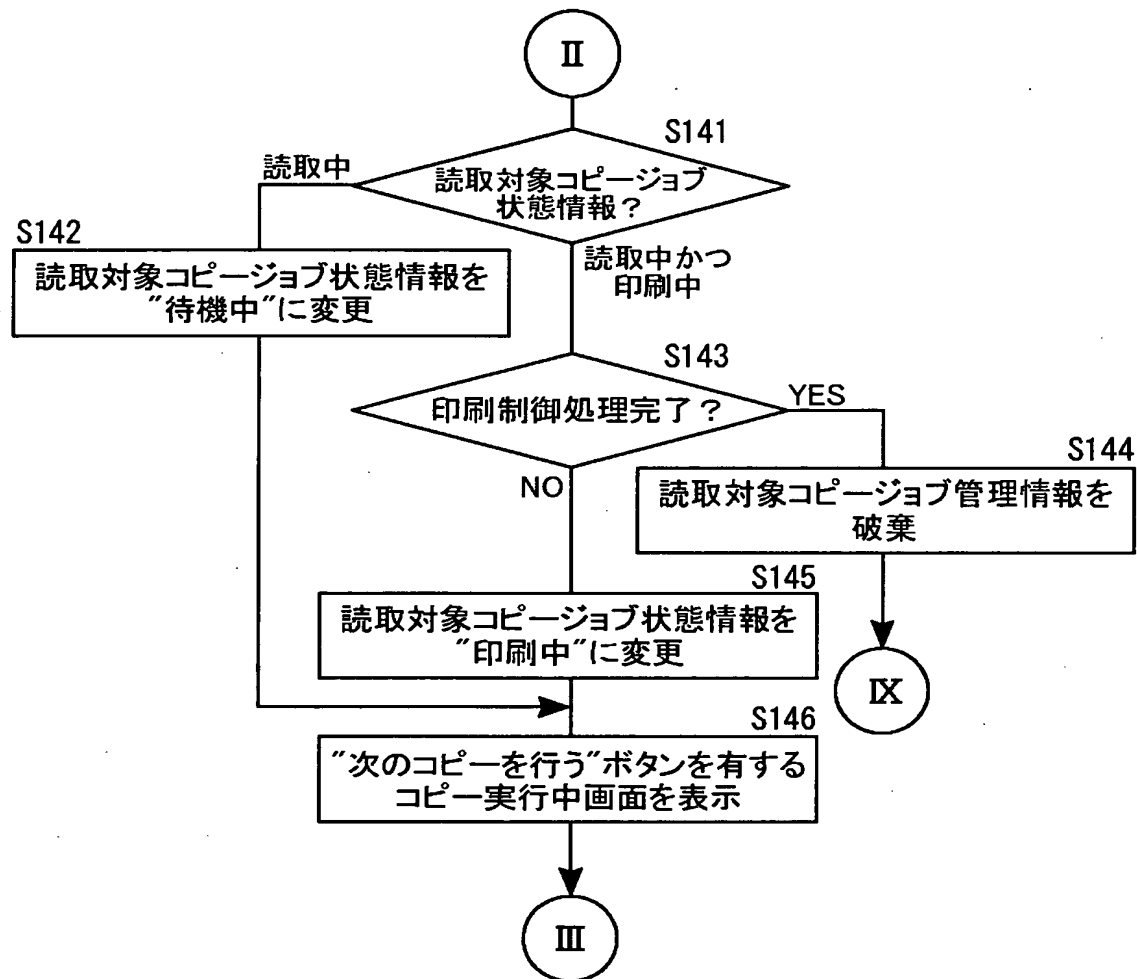 II
S141
読取中
読取対象コピージョブ
状態情報？
S142
読取対象コピージョブ状態情報を
"待機中"に変更
読取中かつ
印刷中
S143
印刷制御処理完了？
YES
NO
S144
読取対象コピージョブ管理情報を
破棄
S145
読取対象コピージョブ状態情報を
"印刷中"に変更
IX
S146
"次のコピーを行う"ボタンを有する
コピー実行中画面を表示
III